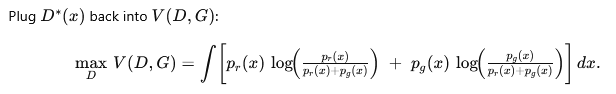 Plug D*(x) back into V(D, G):
max_D V(D, G) = ∫ [ p_r(x) log( p_r(x) / (p_r(x)+p_g(x)) ) + p_g(x) log( p_g(x) / (p_r(x)+p_g(x)) ) ] dx.